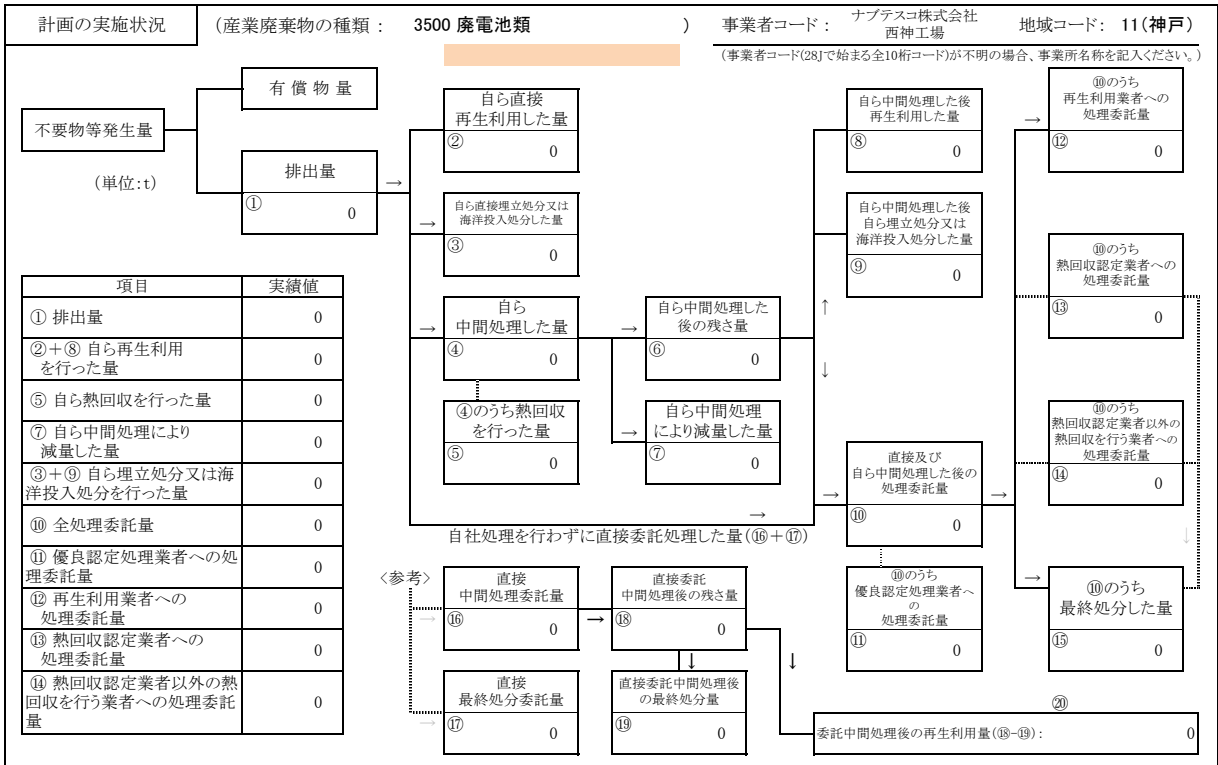 計画の実施状況
(産業廃棄物の種類： 3500 廃電池類 )
事業者コード：
ナブテスコ株式会社
西神工場
地域コード： 11(神戸)
(事業者コード(28Jで始まる全10桁コード)が不明の場合、事業所名称を記入ください。)
不要物等発生量
(単位:t)
有償物量
排出量
→
① 0
自ら直接
再生利用した量
② 0
→
自ら直接埋立処分又は
海洋投入処分した量
③ 0
→
自ら
中間処理した量
④ 0
④のうち熱回収
を行った量
⑤ 0
→
自ら中間処理した
後の残さ量
⑥ 0
→
自ら中間処理
により減量した量
⑦ 0
自ら中間処理した後
再生利用した量
⑧ 0
自ら中間処理した後
自ら埋立処分又は
海洋投入処分した量
⑨ 0
↑
↓
→
直接及び
自ら中間処理した後の
処理委託量
⑩ 0
→
⑩のうち
優良認定処理業者へ
の
処理委託量
⑪ 0
→
⑩のうち
再生利用業者への
処理委託量
⑫ 0
⑩のうち
熱回収認定業者への
処理委託量
⑬ 0
⑩のうち
熱回収認定業者以外の
熱回収を行う業者への
処理委託量
⑭ 0
↓
→
⑩のうち
最終処分した量
⑮ 0
→
自社処理を行わずに直接委託処理した量(⑯＋⑰)
項目 実績値
① 排出量 0
②＋⑧ 自ら再生利用
を行った量 0
⑤ 自ら熱回収を行った量 0
⑦ 自ら中間処理により
減量した量 0
③＋⑨ 自ら埋立処分又は海
洋投入処分を行った量 0
⑩ 全処理委託量 0
⑪ 優良認定処理業者への処
理委託量 0
⑫ 再生利用業者への
処理委託量 0
⑬ 熱回収認定業者への
処理委託量 0
⑭ 熱回収認定業者以外の熱
回収を行う業者への処理委託
量 0
〈参考〉
→
直接
中間処理委託量
⑯ 0
→
直接委託
中間処理後の残さ量
⑱ 0
→
直接
最終処分委託量
⑰ 0
↓
直接委託中間処理後
の最終処分量
⑲ 0
↓
⑳
委託中間処理後の再生利用量(⑱-⑲)： 0